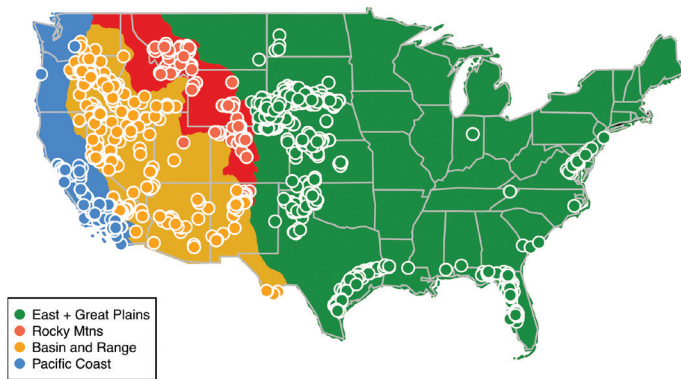 East + Great Plains
Rocky Mtns
Basin and Range
Pacific Coast